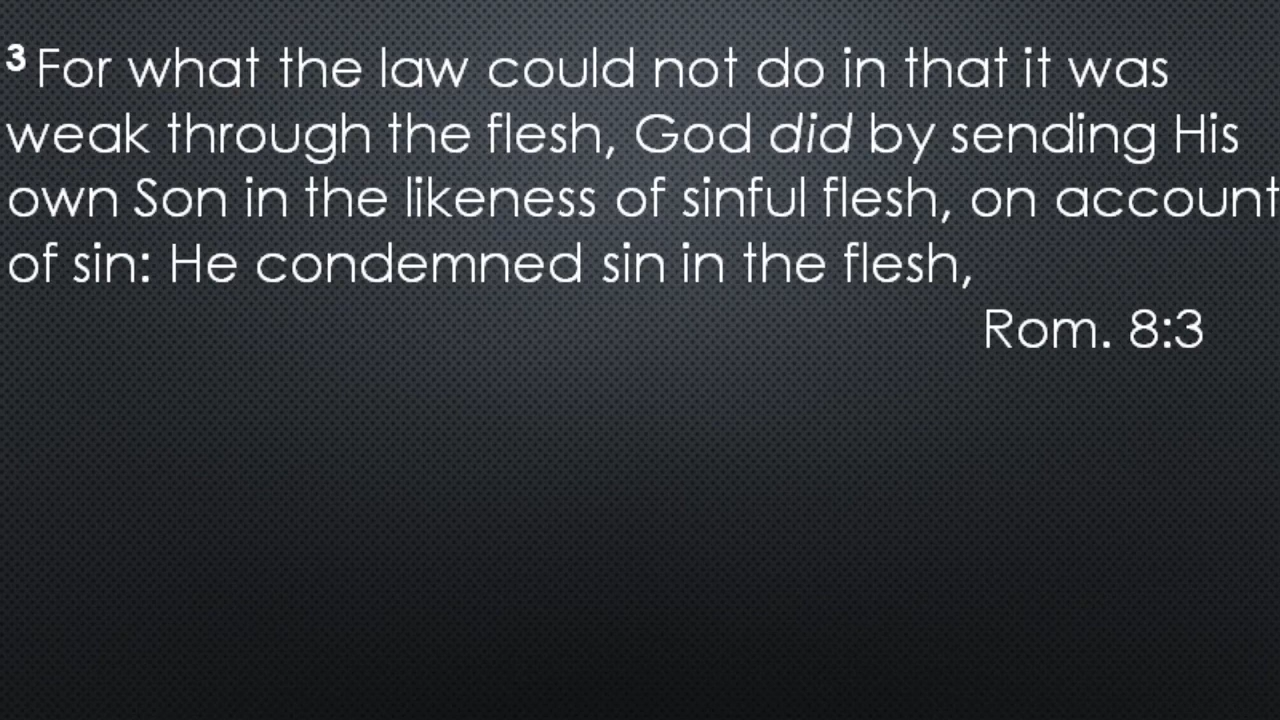 3 For what the law could not do in that it was
weak through the flesh, God did by sending His
own Son in the likeness of sinful flesh, on account
of sin: He condemned sin in the flesh,
Rom. 8:3